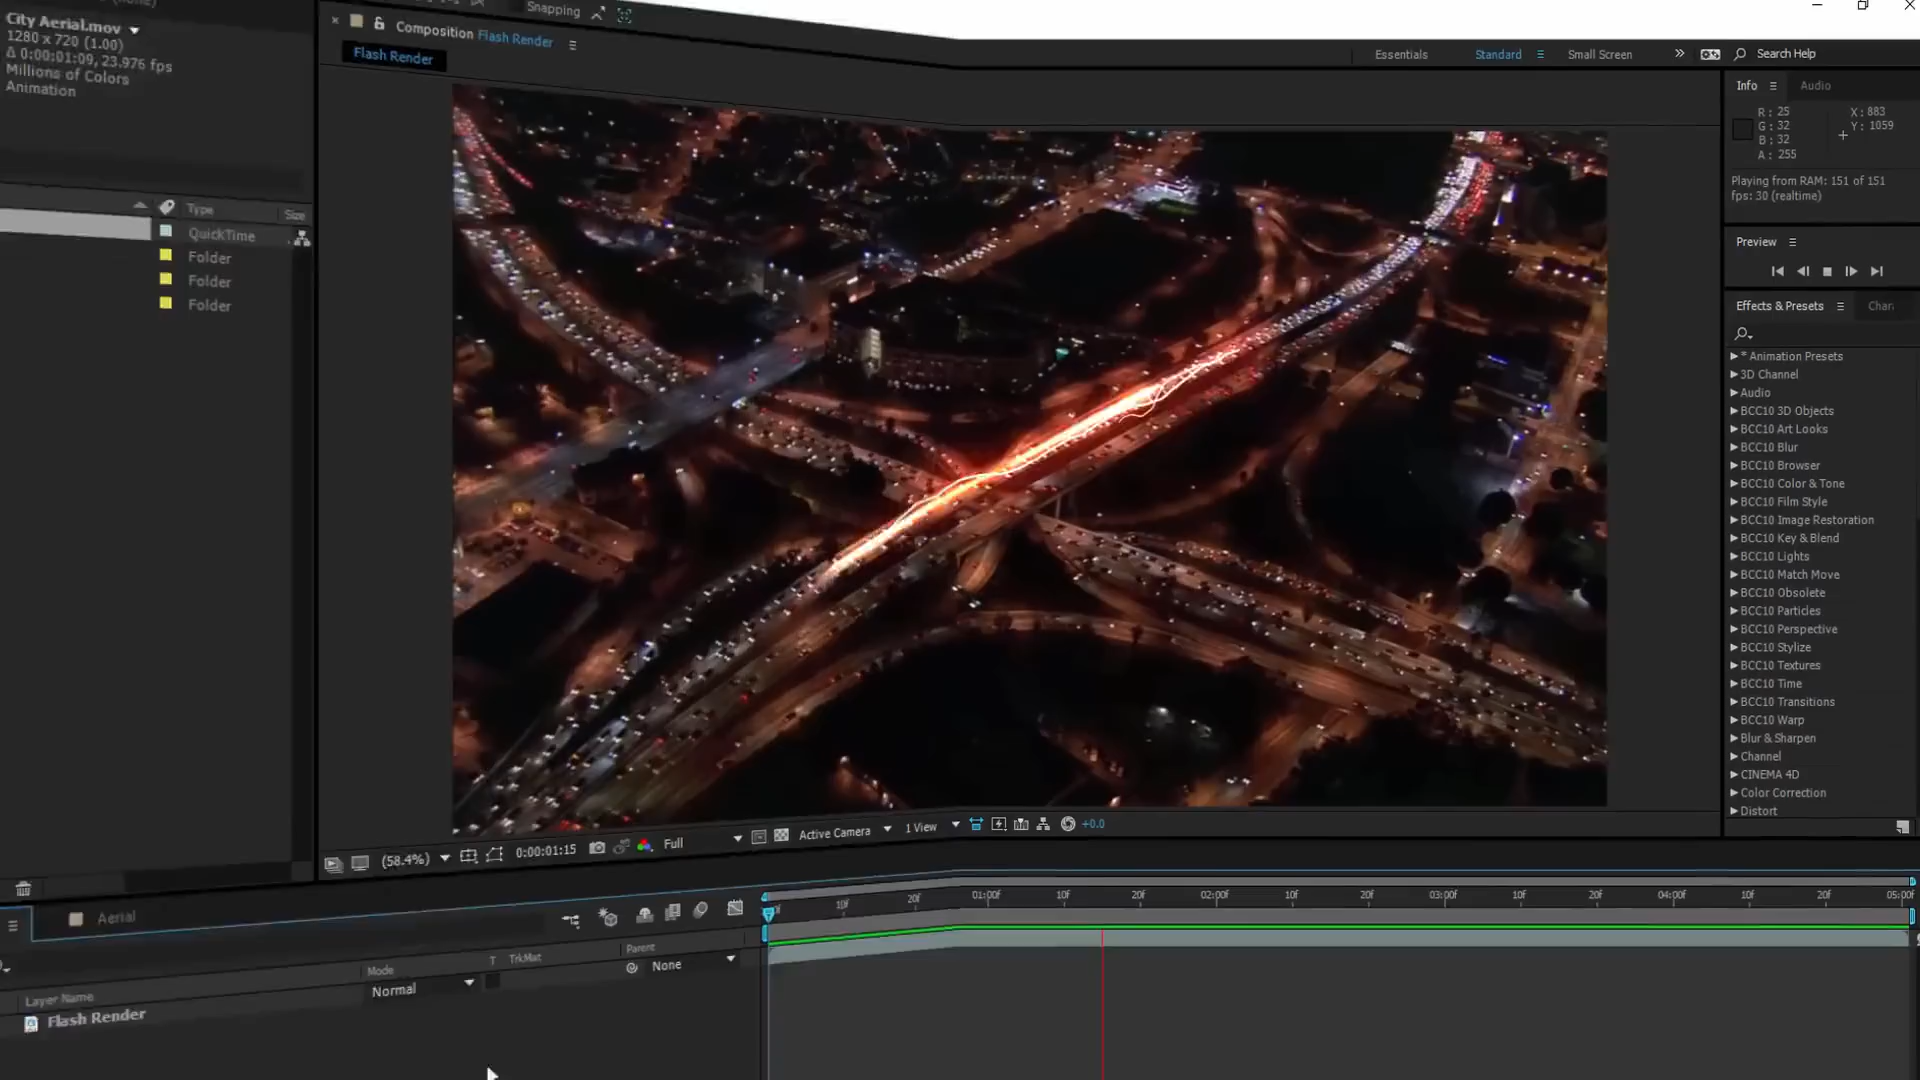 City Aerial.mov
1280 x 720 (1.00)
Δ 0:00:01:09, 23.976 fps
Millions of Colors
Animation
Snapping
Composition Flash Render
Flash Render
Essentials
Standard
Small Screen
Search Help
Info
Audio
R: 25
G: 32
B: 32
A: 255
X: 883
Y: 1059
Playing from RAM: 151 of 151
fps: 30 (realtime)
Type
Size
QuickTime
Folder
Folder
Folder
Preview
Effects & Presets
Char
* Animation Presets
3D Channel
Audio
BCC10 3D Objects
BCC10 Art Looks
BCC10 Blur
BCC10 Browser
BCC10 Color & Tone
BCC10 Film Style
BCC10 Image Restoration
BCC10 Key & Blend
BCC10 Lights
BCC10 Match Move
BCC10 Obsolete
BCC10 Particles
BCC10 Perspective
BCC10 Stylize
BCC10 Textures
BCC10 Time
BCC10 Transitions
BCC10 Warp
Blur & Sharpen
Channel
CINEMA 4D
Color Correction
Distort
(58.4%)
0:00:01:15
Full
Active Camera
1 View
+0.0
Aerial
10f
20f
01:00f
10f
20f
02:00f
10f
20f
03:00f
10f
20f
04:00f
10f
20f
05:00f
Layer Name
Mode
T
TrkMat
Parent
Flash Render
Normal
None